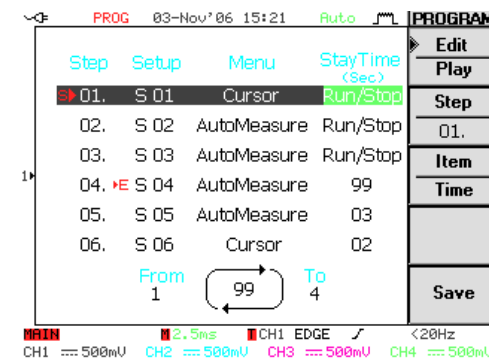 PROG 03-Nov'06 15:21 Auto PROGRAM
Edit
Play
Step Setup Menu StayTime
(Sec)
S 01. S 01 Cursor Run/Stop
Step
01.
02. S 02 AutoMeasure Run/Stop
03. S 03 AutoMeasure Run/Stop
Item
Time
1
04. E S 04 AutoMeasure 99
05. S 05 AutoMeasure 03
06. S 06 Cursor 02
From To
1 99 4
Save
MAIN M 2.5ms T CH1 EDGE <20Hz
CH1 500mV CH2 500mV CH3 500mV CH4 500mV